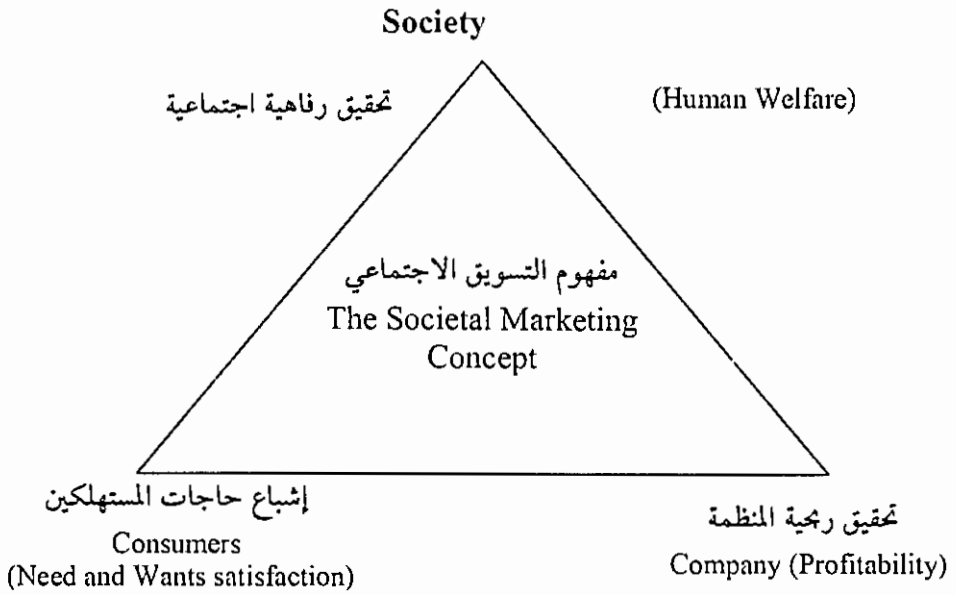 Society
تحقيق رفاهية اجتماعية
(Human Welfare)
مفهوم التسويق الاجتماعي
The Societal Marketing
Concept
إشباع حاجات المستهلكين
Consumers
(Need and Wants satisfaction)
تحقيق ربحية المنظمة
Company (Profitability)